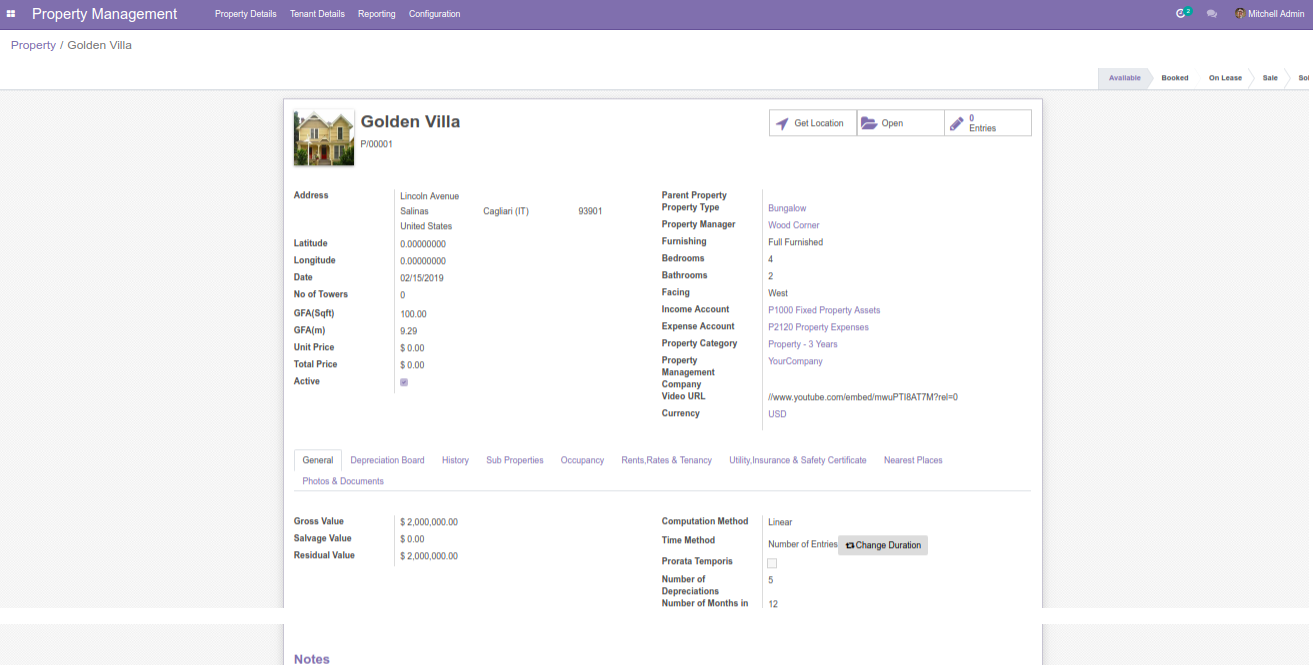 Property Management Property Details Tenant Details Reporting Configuration 2 Mitchell Admin
Property / Golden Villa
Available Booked On Lease Sale Sol
Golden Villa
P/00001
Get Location
Open
0
Entries
Address Lincoln Avenue
Salinas Cagliari (IT) 93901
United States
Latitude 0.00000000
Longitude 0.00000000
Date 02/15/2019
No of Towers 0
GFA(Sqft) 100.00
GFA(m) 9.29
Unit Price $ 0.00
Total Price $ 0.00
Active
Parent Property
Property Type Bungalow
Property Manager Wood Corner
Furnishing Full Furnished
Bedrooms 4
Bathrooms 2
Facing West
Income Account P1000 Fixed Property Assets
Expense Account P2120 Property Expenses
Property Category Property - 3 Years
Property YourCompany
Management
Company
Video URL //www.youtube.com/embed/mwuPTI8AT7M?rel=0
Currency USD
General Depreciation Board History Sub Properties Occupancy Rents,Rates & Tenancy Utility,Insurance & Safety Certificate Nearest Places
Photos & Documents
Gross Value $ 2,000,000.00
Salvage Value $ 0.00
Residual Value $ 2,000,000.00
Computation Method Linear
Time Method Number of Entries Change Duration
Prorata Temporis
Number of 5
Depreciations
Number of Months in 12
Notes